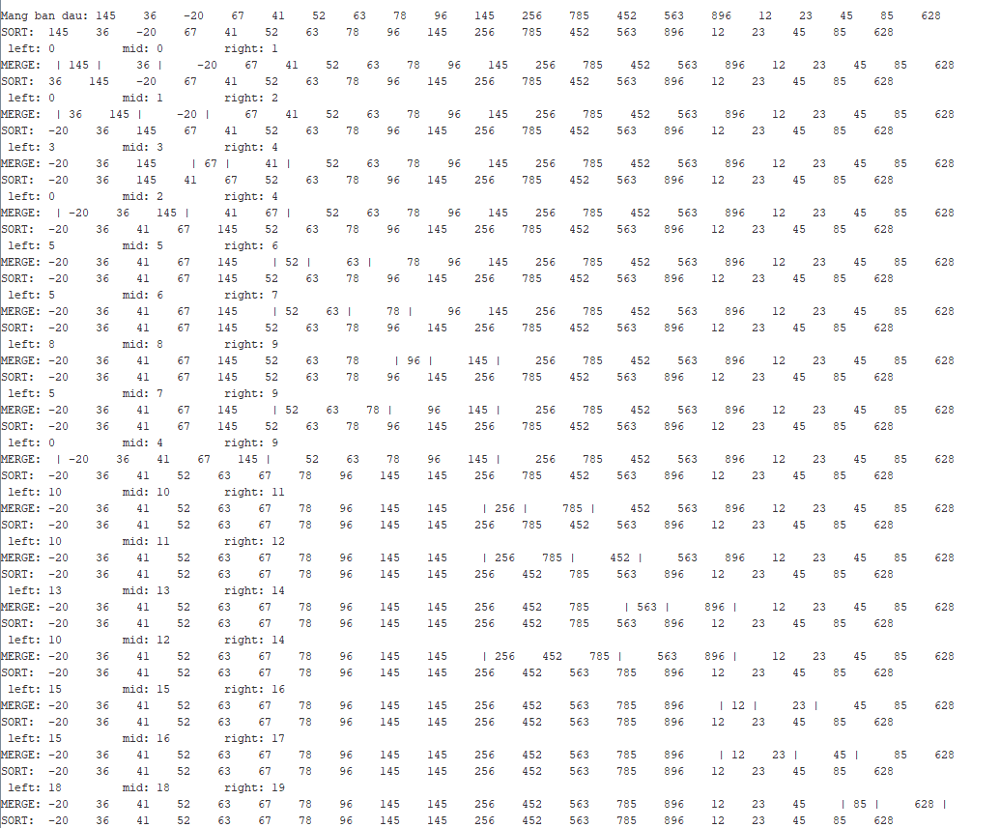 Mang ban dau: 145 36 -20 67 41 52 63 78 96 145 256 785 452 563 896 12 23 45 85 628
SORT: 145 36 -20 67 41 52 63 78 96 145 256 785 452 563 896 12 23 45 85 628
left: 0 mid: 0 right: 1
MERGE: | 145 | 36 | -20 67 41 52 63 78 96 145 256 785 452 563 896 12 23 45 85 628
SORT: 36 145 -20 67 41 52 63 78 96 145 256 785 452 563 896 12 23 45 85 628
left: 0 mid: 1 right: 2
MERGE: | 36 145 | -20 | 67 41 52 63 78 96 145 256 785 452 563 896 12 23 45 85 628
SORT: -20 36 145 67 41 52 63 78 96 145 256 785 452 563 896 12 23 45 85 628
left: 3 mid: 3 right: 4
MERGE: -20 36 145 | 67 | 41 | 52 63 78 96 145 256 785 452 563 896 12 23 45 85 628
SORT: -20 36 145 41 67 52 63 78 96 145 256 785 452 563 896 12 23 45 85 628
left: 0 mid: 2 right: 4
MERGE: | -20 36 145 | 41 67 | 52 63 78 96 145 256 785 452 563 896 12 23 45 85 628
SORT: -20 36 41 67 145 52 63 78 96 145 256 785 452 563 896 12 23 45 85 628
left: 5 mid: 5 right: 6
MERGE: -20 36 41 67 145 | 52 | 63 | 78 96 145 256 785 452 563 896 12 23 45 85 628
SORT: -20 36 41 67 145 52 63 78 96 145 256 785 452 563 896 12 23 45 85 628
left: 5 mid: 6 right: 7
MERGE: -20 36 41 67 145 | 52 63 | 78 | 96 145 256 785 452 563 896 12 23 45 85 628
SORT: -20 36 41 67 145 52 63 78 96 145 256 785 452 563 896 12 23 45 85 628
left: 8 mid: 8 right: 9
MERGE: -20 36 41 67 145 52 63 78 | 96 | 145 | 256 785 452 563 896 12 23 45 85 628
SORT: -20 36 41 67 145 52 63 78 96 145 256 785 452 563 896 12 23 45 85 628
left: 5 mid: 7 right: 9
MERGE: -20 36 41 67 145 | 52 63 78 | 96 145 | 256 785 452 563 896 12 23 45 85 628
SORT: -20 36 41 67 145 52 63 78 96 145 256 785 452 563 896 12 23 45 85 628
left: 0 mid: 4 right: 9
MERGE: | -20 36 41 67 145 | 52 63 78 96 145 | 256 785 452 563 896 12 23 45 85 628
SORT: -20 36 41 52 63 67 78 96 145 145 256 785 452 563 896 12 23 45 85 628
left: 10 mid: 10 right: 11
MERGE: -20 36 41 52 63 67 78 96 145 145 | 256 | 785 | 452 563 896 12 23 45 85 628
SORT: -20 36 41 52 63 67 78 96 145 145 256 785 452 563 896 12 23 45 85 628
left: 10 mid: 11 right: 12
MERGE: -20 36 41 52 63 67 78 96 145 145 | 256 785 | 452 | 563 896 12 23 45 85 628
SORT: -20 36 41 52 63 67 78 96 145 145 256 452 785 563 896 12 23 45 85 628
left: 13 mid: 13 right: 14
MERGE: -20 36 41 52 63 67 78 96 145 145 256 452 785 | 563 | 896 | 12 23 45 85 628
SORT: -20 36 41 52 63 67 78 96 145 145 256 452 785 563 896 12 23 45 85 628
left: 10 mid: 12 right: 14
MERGE: -20 36 41 52 63 67 78 96 145 145 | 256 452 785 | 563 896 | 12 23 45 85 628
SORT: -20 36 41 52 63 67 78 96 145 145 256 452 563 785 896 12 23 45 85 628
left: 15 mid: 15 right: 16
MERGE: -20 36 41 52 63 67 78 96 145 145 256 452 563 785 896 | 12 | 23 | 45 85 628
SORT: -20 36 41 52 63 67 78 96 145 145 256 452 563 785 896 12 23 45 85 628
left: 15 mid: 16 right: 17
MERGE: -20 36 41 52 63 67 78 96 145 145 256 452 563 785 896 | 12 23 | 45 | 85 628
SORT: -20 36 41 52 63 67 78 96 145 145 256 452 563 785 896 12 23 45 85 628
left: 18 mid: 18 right: 19
MERGE: -20 36 41 52 63 67 78 96 145 145 256 452 563 785 896 12 23 45 | 85 | 628 |
SORT: -20 36 41 52 63 67 78 96 145 145 256 452 563 785 896 12 23 45 85 628